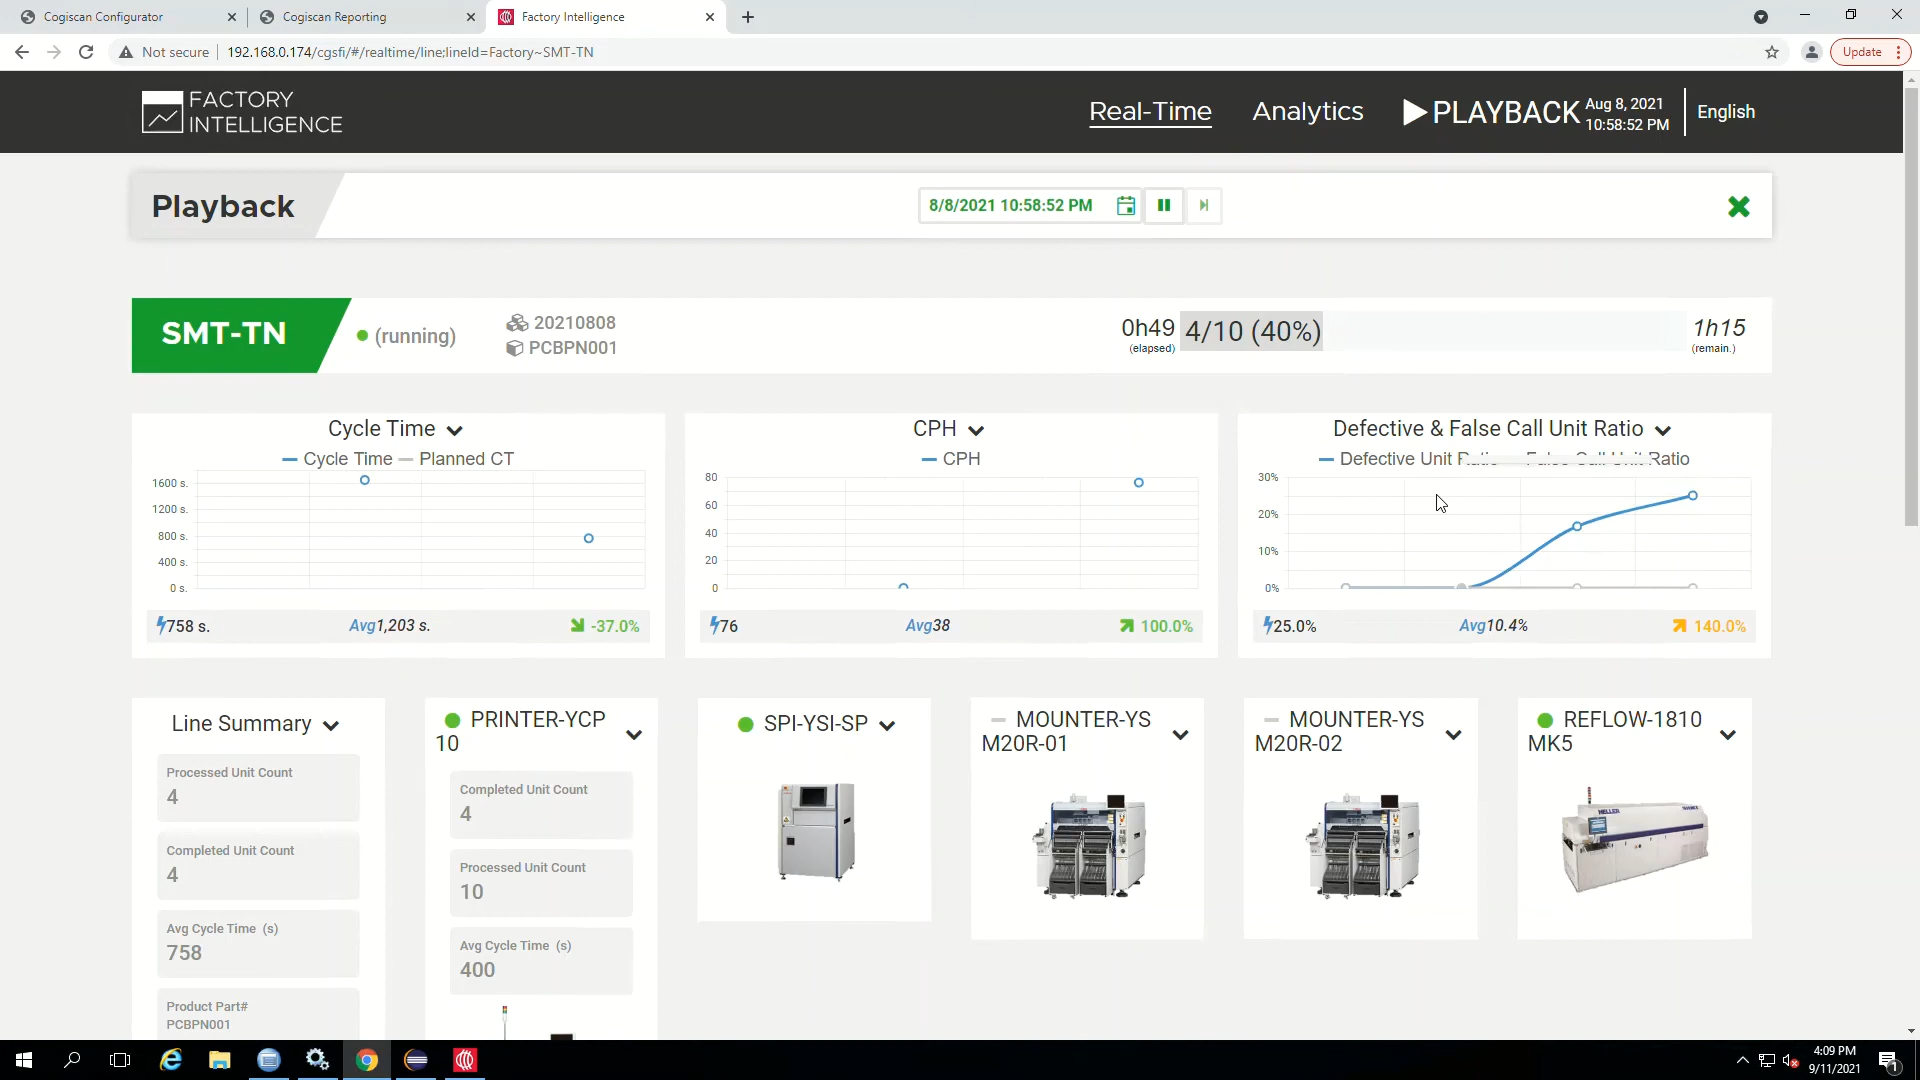 Cogiscan Configurator
Cogiscan Reporting
Factory Intelligence
Not secure
192.168.0.174/cgsfi/#/realtime/line;lineId=Factory~SMT-TN
Update
FACTORY
INTELLIGENCE
Real-Time
Analytics
PLAYBACK
Aug 8, 2021
10:58:52 PM
English
Playback
8/8/2021 10:58:52 PM
SMT-TN
(running)
20210808
PCBPN001
0h49
(elapsed)
4/10 (40%)
1h15
(remain.)
Cycle Time
Cycle Time Planned CT
1600 s.
1200 s.
800 s.
400 s.
0 s.
758 s.
Avg1,203 s.
-37.0%
CPH
CPH
80
60
40
20
0
76
Avg38
100.0%
Defective & False Call Unit Ratio
Defective Unit Ratio False Call Unit Ratio
30%
20%
10%
0%
25.0%
Avg10.4%
140.0%
Line Summary
Processed Unit Count
4
Completed Unit Count
4
Avg Cycle Time (s)
758
Product Part#
PCBPN001
PRINTER-YCP
10
Completed Unit Count
4
Processed Unit Count
10
Avg Cycle Time (s)
400
SPI-YSI-SP
MOUNTER-YS
M20R-01
MOUNTER-YS
M20R-02
REFLOW-1810
MK5
HELLER
4:09 PM
9/11/2021
1